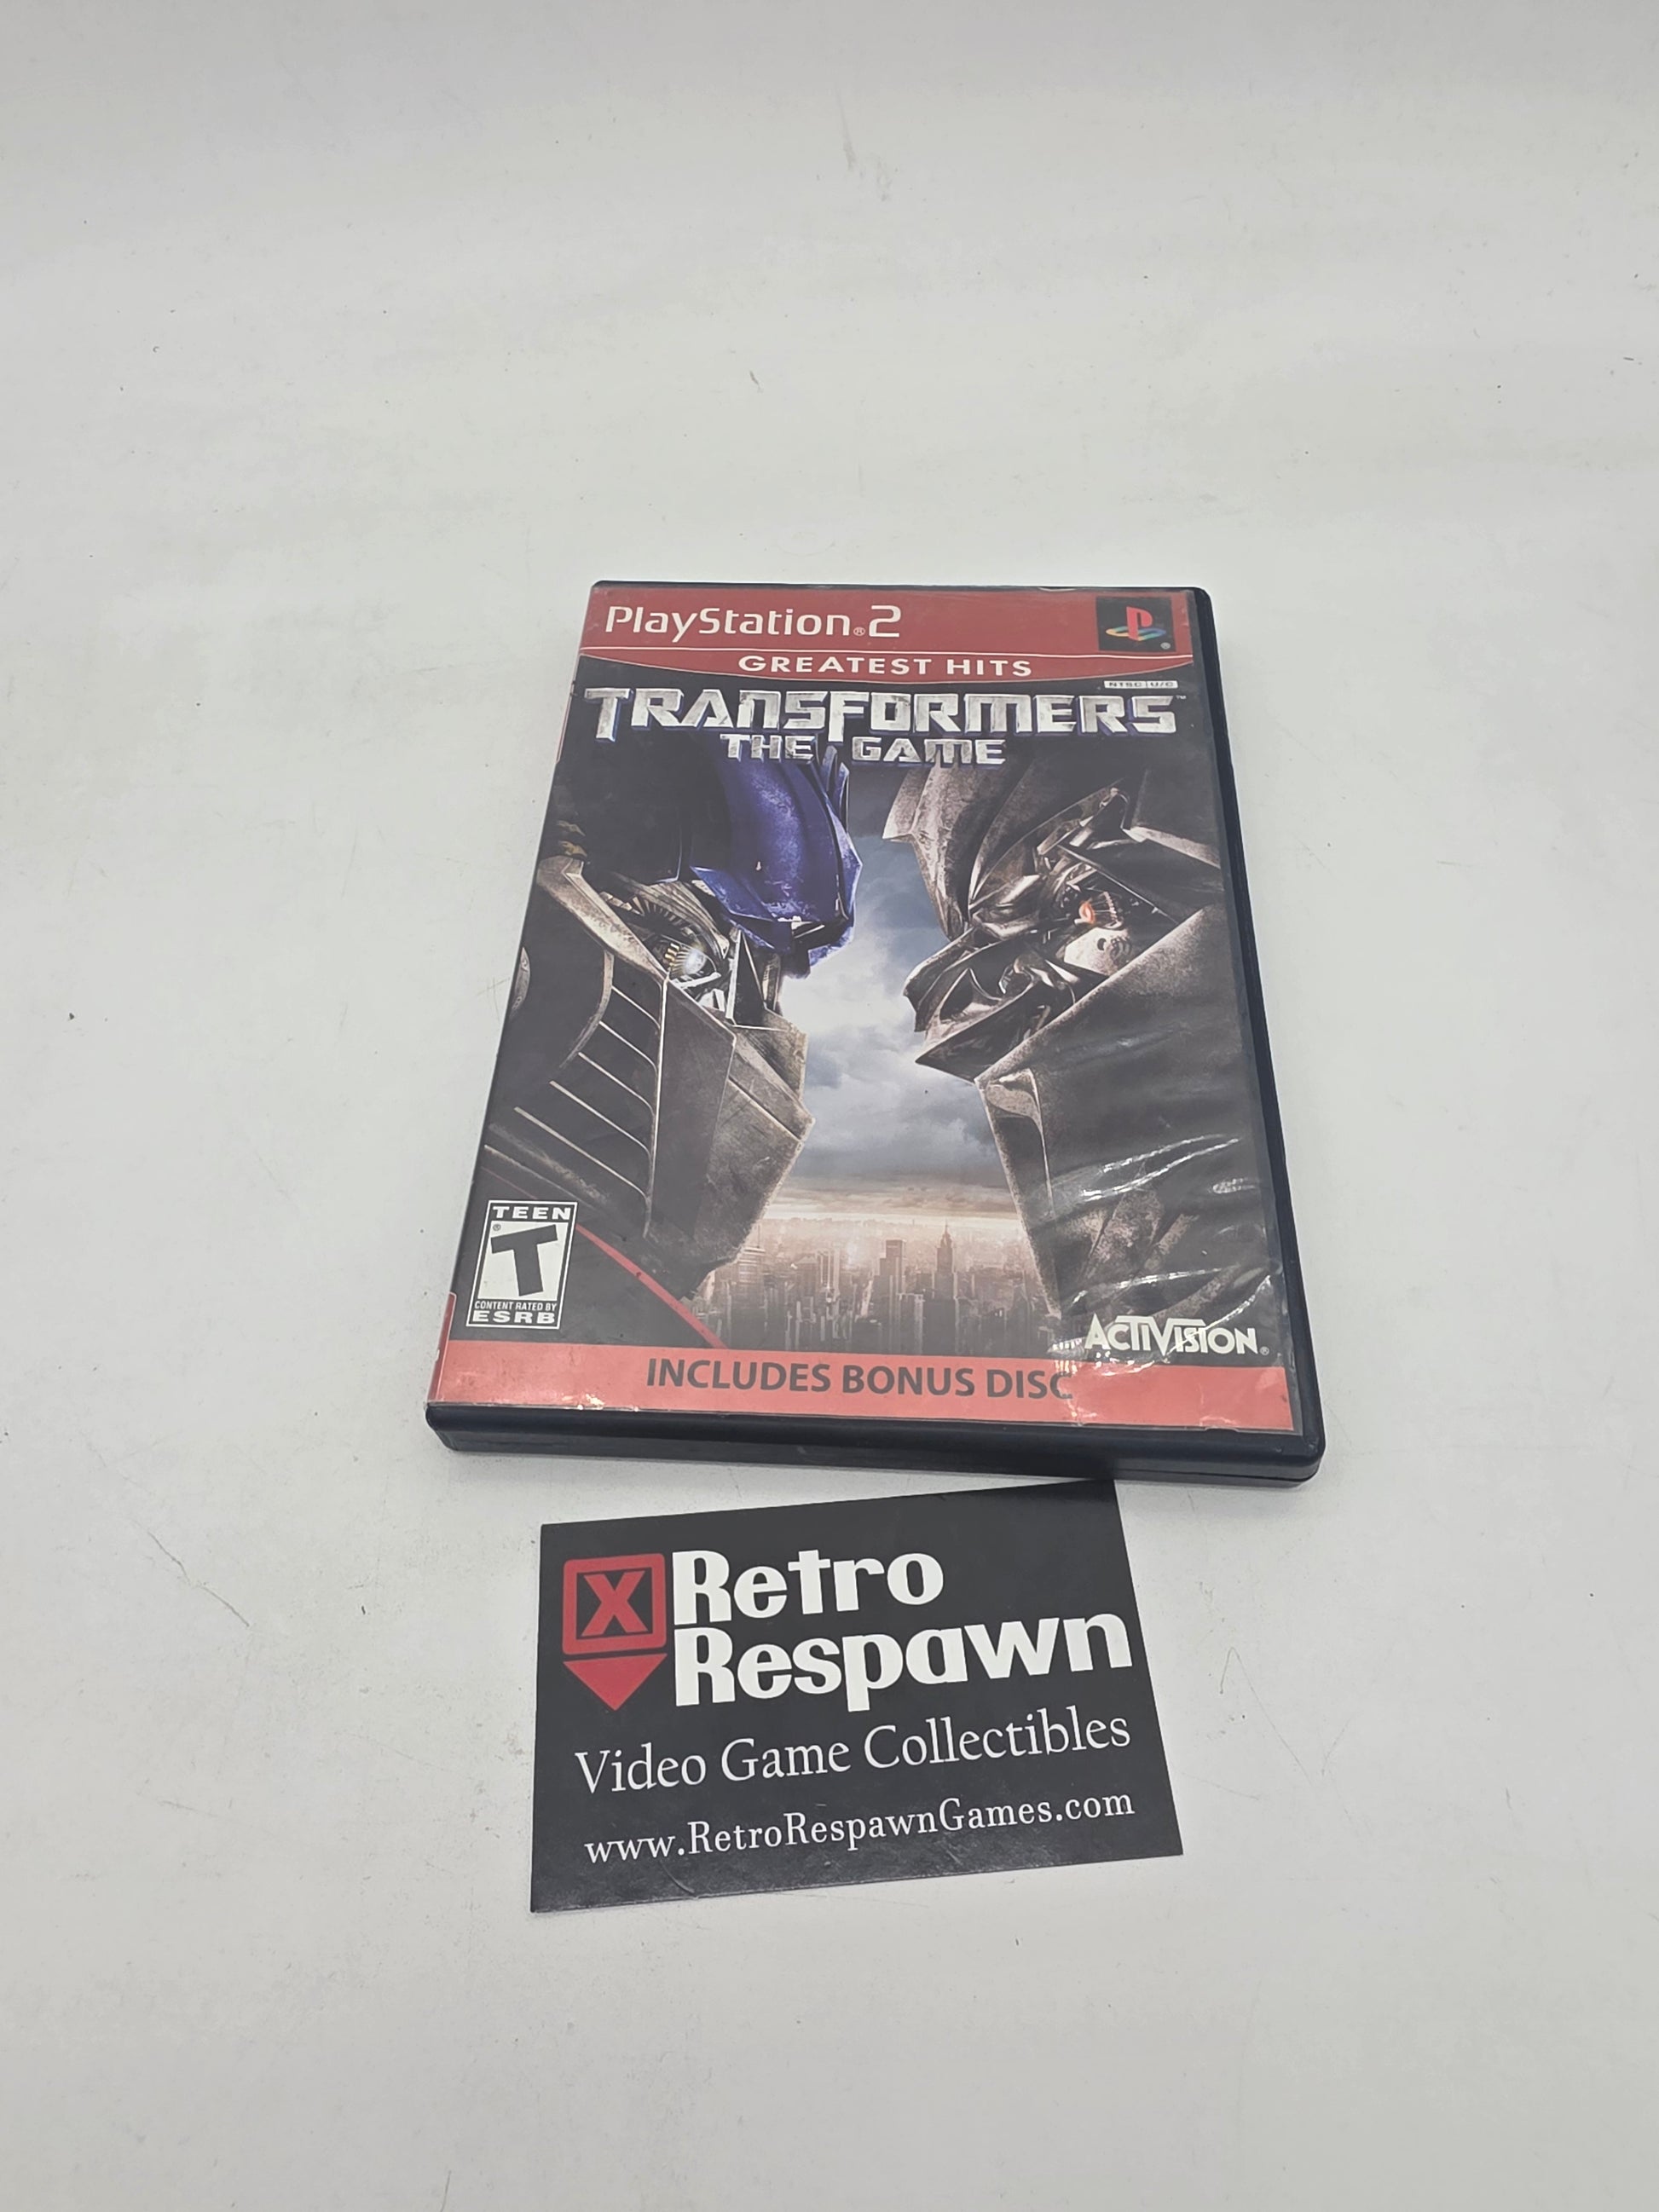 PlayStation®2
GREATEST HITS
NTSC U/C
TRANSFORMERS™
THE GAME
TEEN
T
CONTENT RATED BY
ESRB
ACTIVISION®
INCLUDES BONUS DISC
X Retro
Respawn
Video Game Collectibles
www.RetroRespawnGames.com